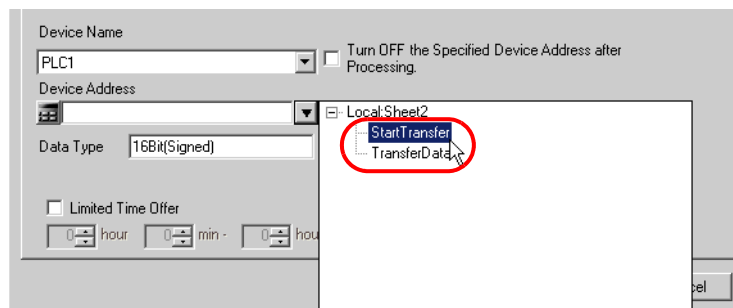 Device Name
PLC1
Turn OFF the Specified Device Address after
Processing.
Device Address
Local:Sheet2
StartTransfer
TransferData
Data Type 16Bit(Signed)
Limited Time Offer
0 hour 0 min - 0 hou
cel